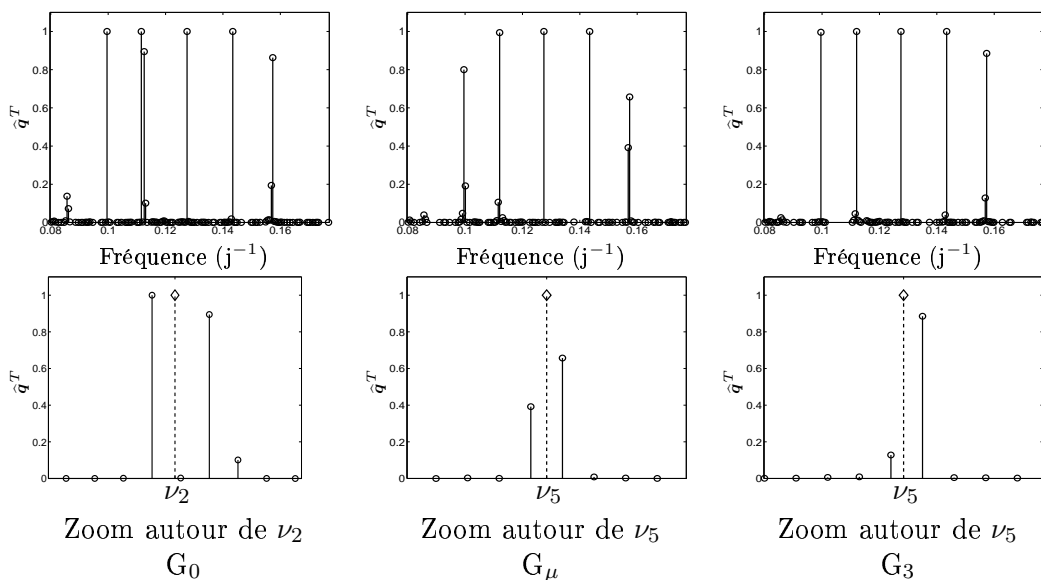 1
0.8
0.6
0.4
0.2
0
q̂^T
0.08 0.1 0.12 0.14 0.16
Fréquence (j⁻¹)
1
0.8
0.6
0.4
0.2
0
q̂^T
0.08 0.1 0.12 0.14 0.16
Fréquence (j⁻¹)
1
0.8
0.6
0.4
0.2
0
q̂^T
0.08 0.1 0.12 0.14 0.16
Fréquence (j⁻¹)
1
0.8
0.6
0.4
0.2
0
q̂^T
ν₂
Zoom autour de ν₂
G₀
1
0.8
0.6
0.4
0.2
0
q̂^T
ν₅
Zoom autour de ν₅
G_μ
1
0.8
0.6
0.4
0.2
0
q̂^T
ν₅
Zoom autour de ν₅
G₃